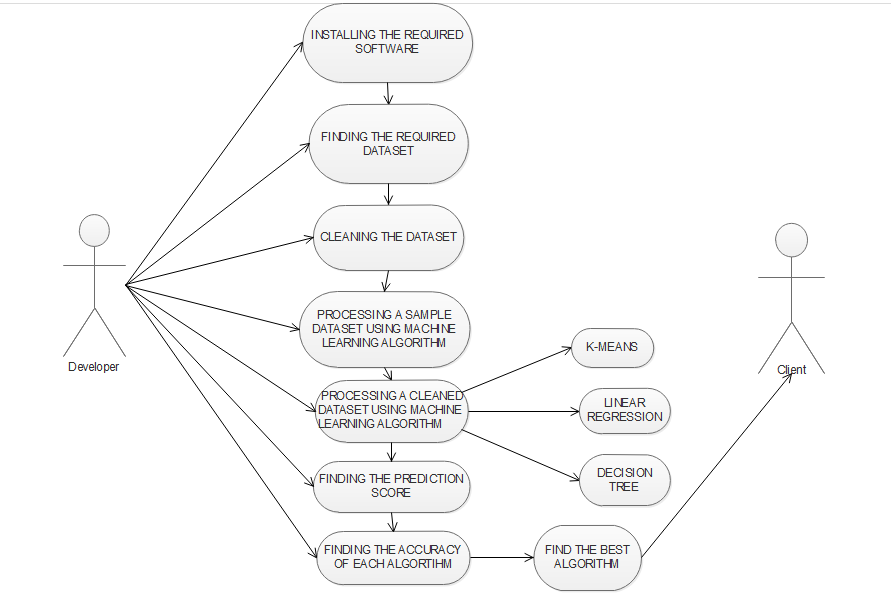 INSTALLING THE REQUIRED
SOFTWARE
FINDING THE REQUIRED
DATASET
CLEANING THE DATASET
PROCESSING A SAMPLE
DATASET USING MACHINE
LEARNING ALGORITHM
Developer
K-MEANS
Client
PROCESSING A CLEANED
DATASET USING MACHINE
LEARNING ALGORITHM
LINEAR
REGRESSION
DECISION
TREE
FINDING THE PREDICTION
SCORE
FINDING THE ACCURACY
OF EACH ALGORTIHM
FIND THE BEST
ALGORITHM